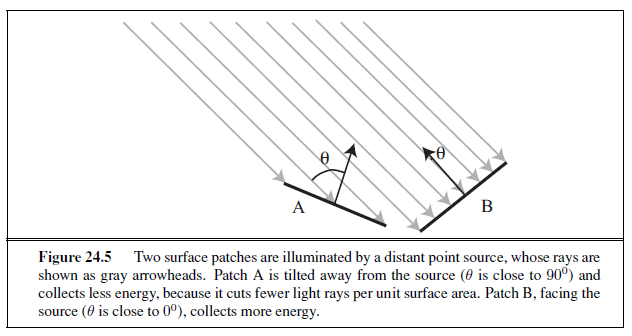 θ
θ
A
B
Figure 24.5 Two surface patches are illuminated by a distant point source, whose rays are
shown as gray arrowheads. Patch A is tilted away from the source (θ is close to 90⁰) and
collects less energy, because it cuts fewer light rays per unit surface area. Patch B, facing the
source (θ is close to 0⁰), collects more energy.